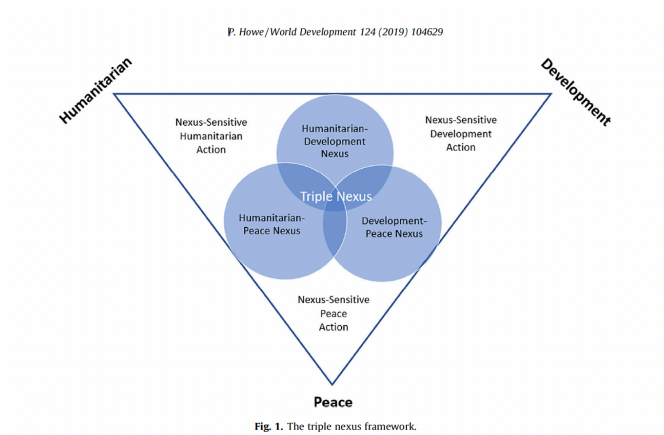 P. Howe / World Development 124 (2019) 104629
Humanitarian
Development
Nexus-Sensitive
Humanitarian
Action
Humanitarian-
Development
Nexus
Nexus-Sensitive
Development
Action
Triple Nexus
Humanitarian-
Peace Nexus
Development-
Peace Nexus
Nexus-Sensitive
Peace
Action
Peace
Fig. 1. The triple nexus framework.